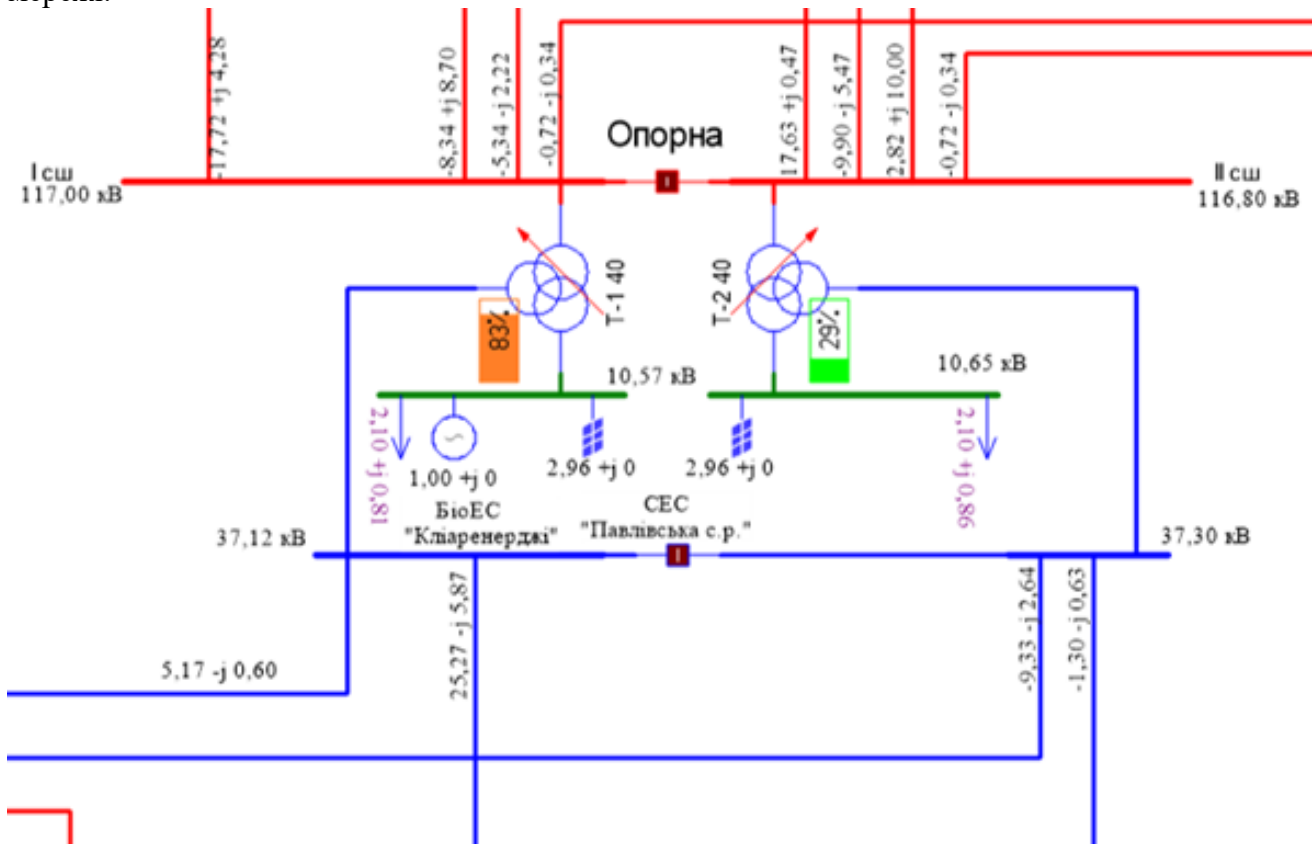 -17,72 +j 4,28
-8,34 +j 8,70
-5,34 -j 2,22
-0,72 -j 0,34
Опорна
17,63 +j 0,47
-9,90 -j 5,47
2,82 +j 10,00
-0,72 -j 0,34
І сш
117,00 кВ
ІІ сш
116,80 кВ
Т-1 40
Т-2 40
83%
29%
10,57 кВ
10,65 кВ
2,10 +j 0,81
1,00 +j 0
2,96 +j 0
2,96 +j 0
2,10 +j 0,86
БіоЕС
"Кліаренерджі"
СЕС
"Павлівська с.р."
37,12 кВ
37,30 кВ
5,17 -j 0,60
25,27 -j 5,87
-9,33 -j 2,64
-1,30 -j 0,63